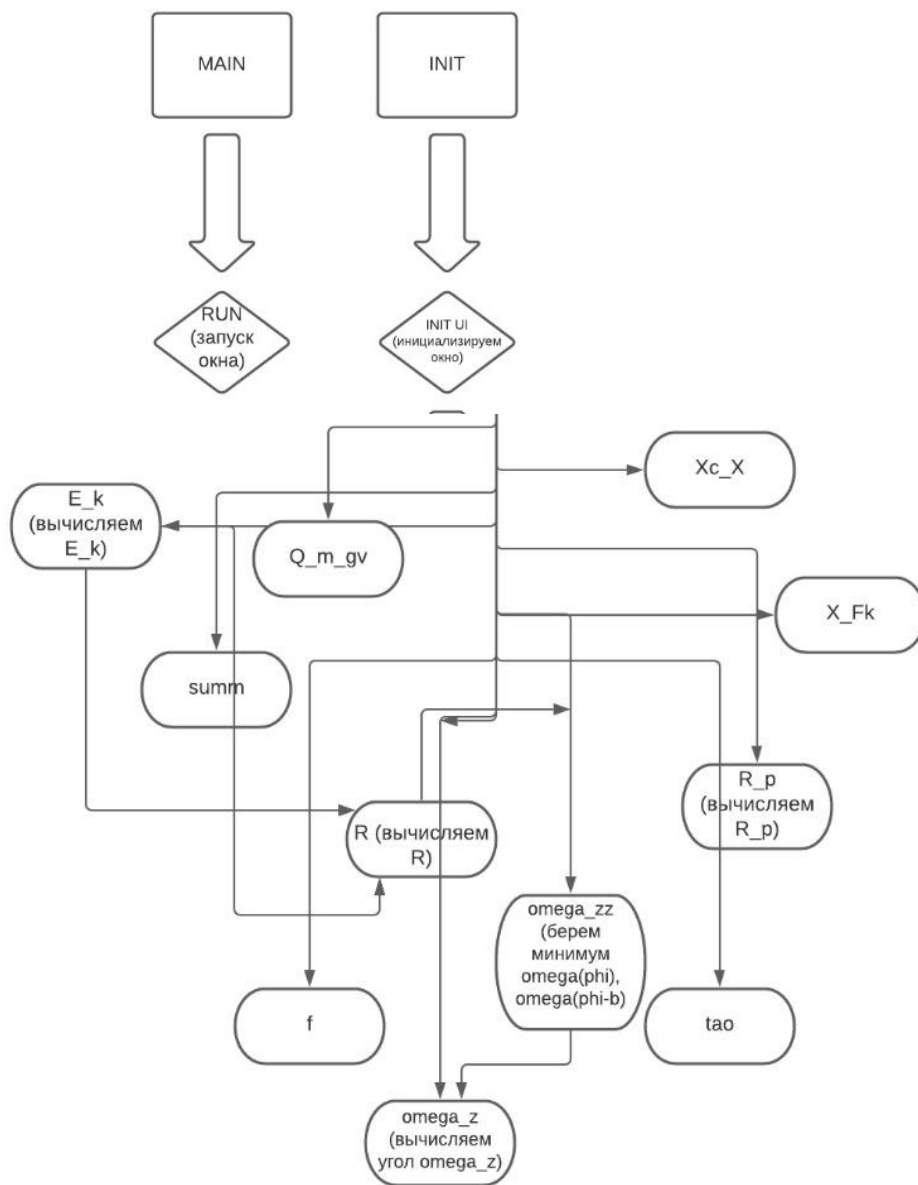 MAIN
INIT
RUN
(запуск
окна)
INIT UI
(инициализируем
окно)
Xc_X
E_k
(вычисляем
E_k)
Q_m_gv
X_Fk
summ
R_p
(вычисляем
R_p)
R (вычисляем
R)
omega_zz
(берем
минимум
omega(phi),
omega(phi-b)
f
tao
omega_z
(вычисляем
угол omega_z)